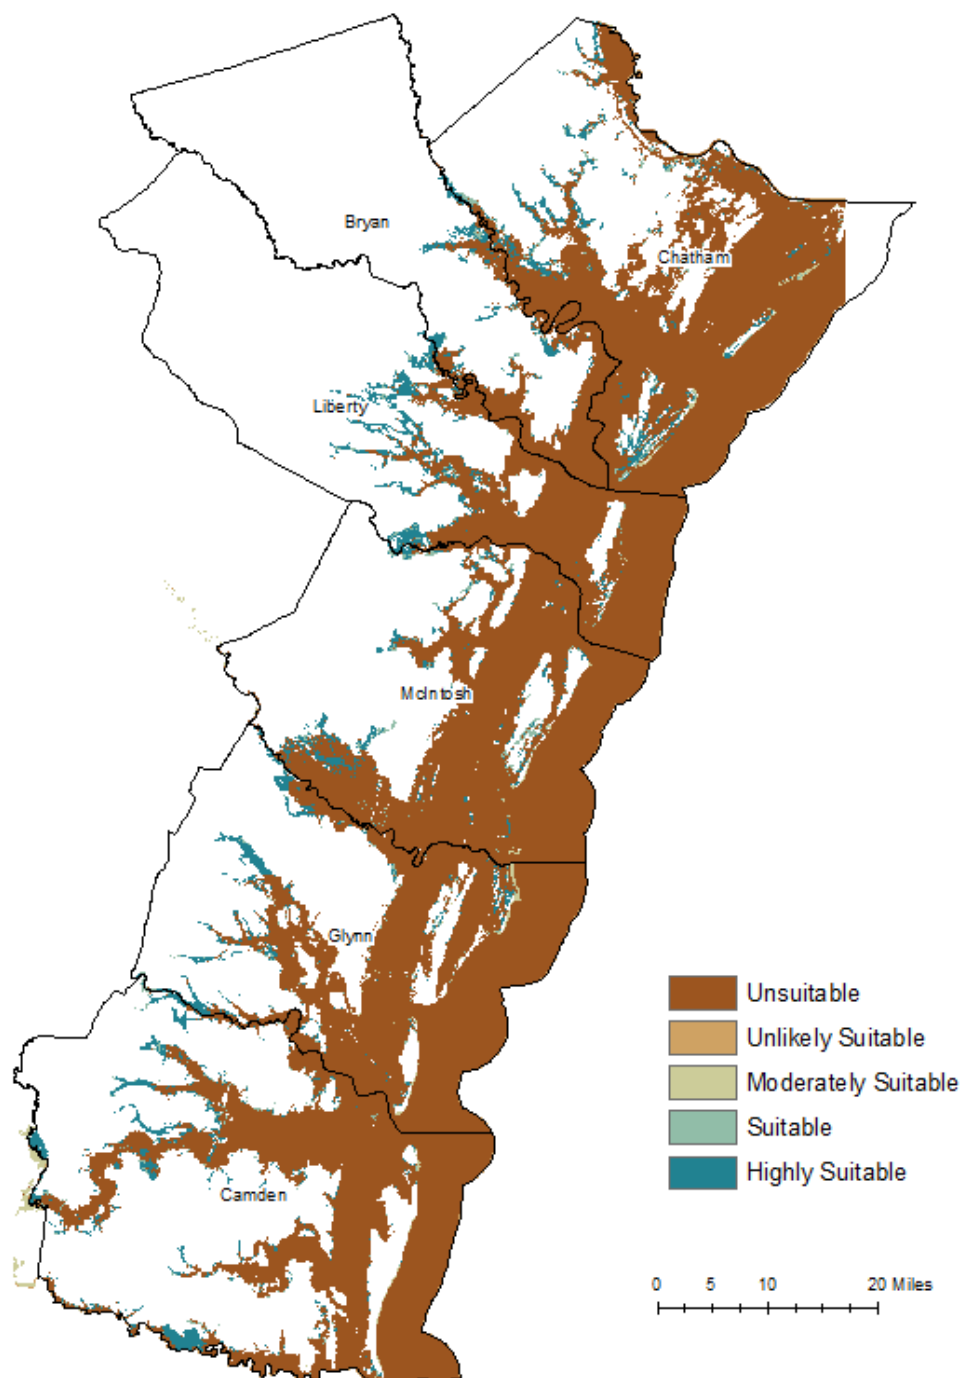 Bryan
Chatham
Liberty
McIntosh
Glynn
Camden
Unsuitable
Unlikely Suitable
Moderately Suitable
Suitable
Highly Suitable
0 5 10 20 Miles